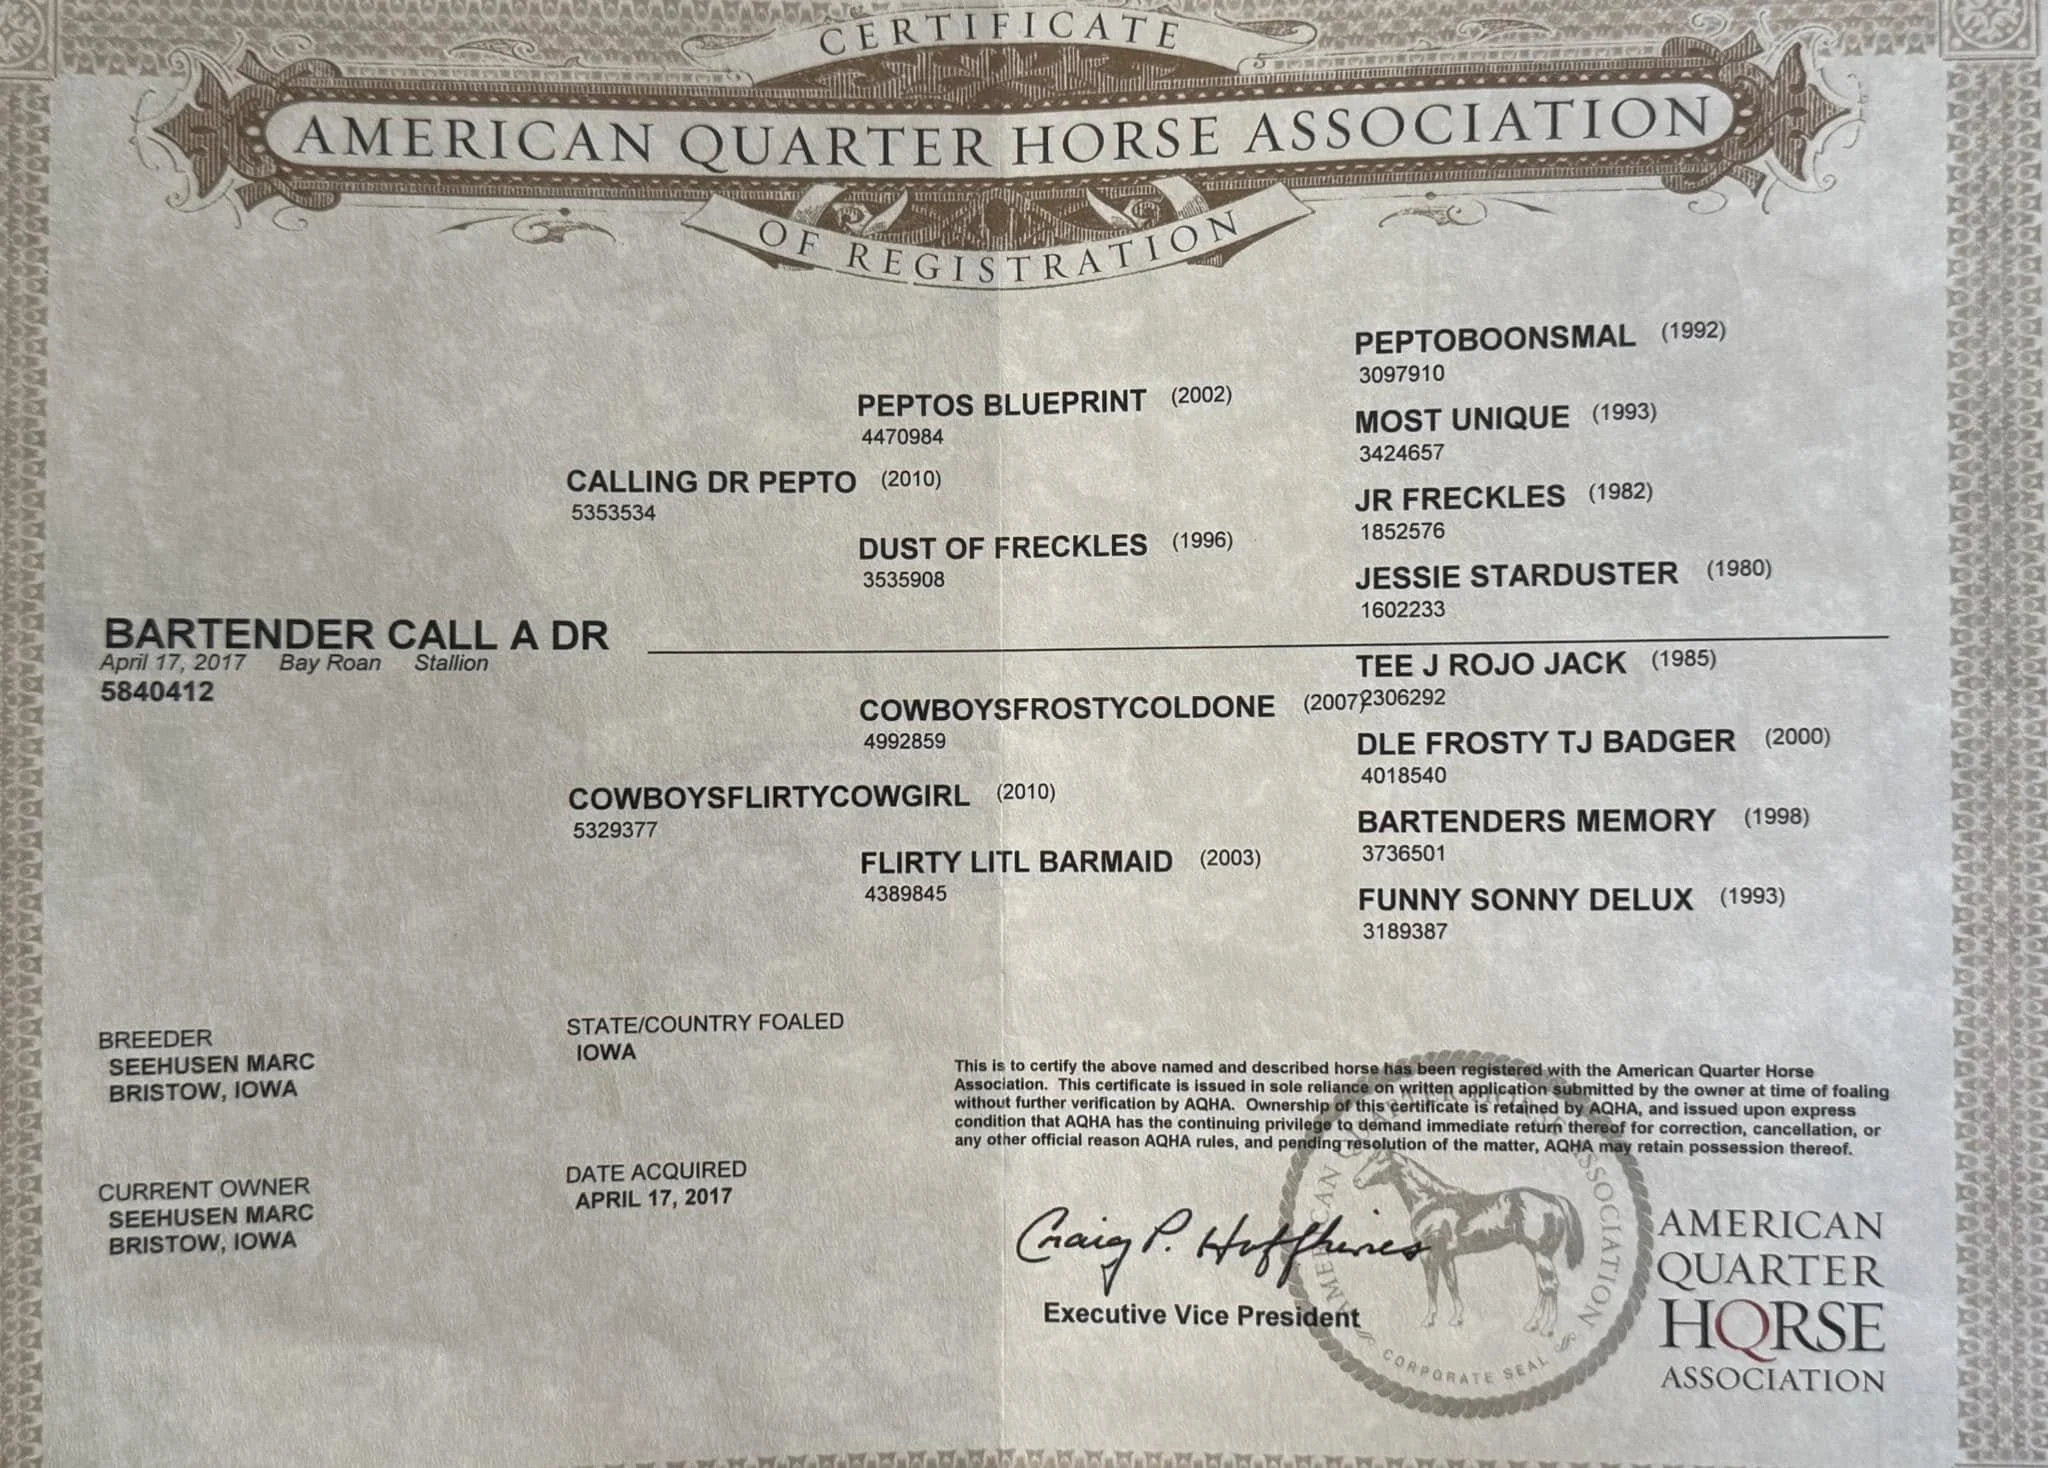 CERTIFICATE
AMERICAN QUARTER HORSE ASSOCIATION
OF REGISTRATION
PEPTOBOONSMAL (1992)
3097910
PEPTOS BLUEPRINT (2002)
4470984
MOST UNIQUE (1993)
3424657
CALLING DR PEPTO (2010)
5353534
JR FRECKLES (1982)
1852576
DUST OF FRECKLES (1996)
3535908
JESSIE STARDUSTER (1980)
1602233
BARTENDER CALL A DR
April 17, 2017 Bay Roan Stallion
5840412
TEE J ROJO JACK (1985)
2306292
COWBOYSFROSTYCOLDONE (2007)
4992859
DLE FROSTY TJ BADGER (2000)
4018540
COWBOYSFLIRTYCOWGIRL (2010)
5329377
BARTENDERS MEMORY (1998)
3736501
FLIRTY LITL BARMAID (2003)
4389845
FUNNY SONNY DELUX (1993)
3189387
BREEDER
SEEHUSEN MARC
BRISTOW, IOWA
STATE/COUNTRY FOALED
IOWA
CURRENT OWNER
SEEHUSEN MARC
BRISTOW, IOWA
DATE ACQUIRED
APRIL 17, 2017
This is to certify the above named and described horse has been registered with the American Quarter Horse
Association. This certificate is issued in sole reliance on written application submitted by the owner at time of foaling
without further verification by AQHA. Ownership of this certificate is retained by AQHA, and issued upon express
condition that AQHA has the continuing privilege to demand immediate return thereof for correction, cancellation, or
any other official reason AQHA rules, and pending resolution of the matter, AQHA may retain possession thereof.
Craig P. Huffhines
Executive Vice President
AMERICAN QUARTER HORSE ASSOCIATION
CORPORATE SEAL
AMERICAN
QUARTER
HORSE
ASSOCIATION